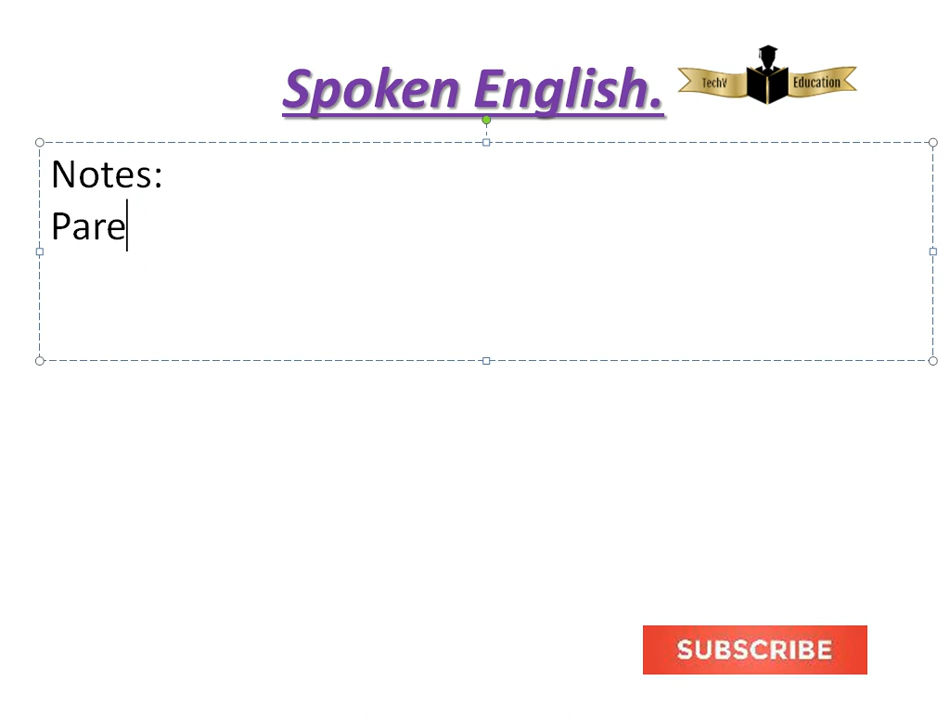 Spoken English.
TechV Education
Notes:
Pare
SUBSCRIBE